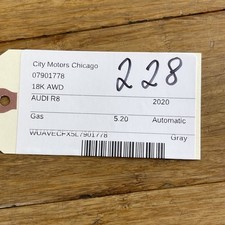 City Motors Chicago
07901778
228
18K AWD
AUDI R8 2020
Gas 5.20 Automatic
WUAVECFX5L7901778
Gray